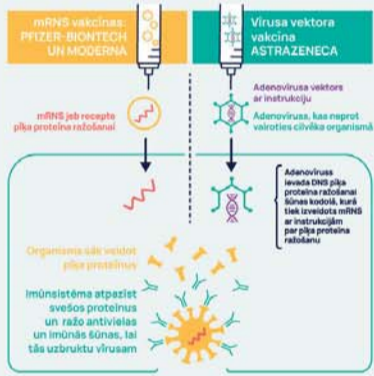 mRNS vakcīnas:
PFIZER-BIONTECH
UN MODERNA
Vīrusa vektora
vakcīna
ASTRAZENECA
mRNS jeb recepte
pīķa proteīna ražošanai
Adenovīrusa vektors
ar instrukciju
Adenovīruss, kas neprot
vairoties cilvēka organismā
Adenovīruss
ievada DNS pīķa
proteīna ražošanai
šūnas kodolā, kurā
tiek izveidots mRNS
ar instrukcijām
par pīķa proteīna
ražošanu
Organisms sāk veidot
pīķa proteīnus
Imūnsistēma atpazīst
svešos proteīnus
un ražo antivielas
un imūnās šūnas, lai
tās uzbruktu vīrusam